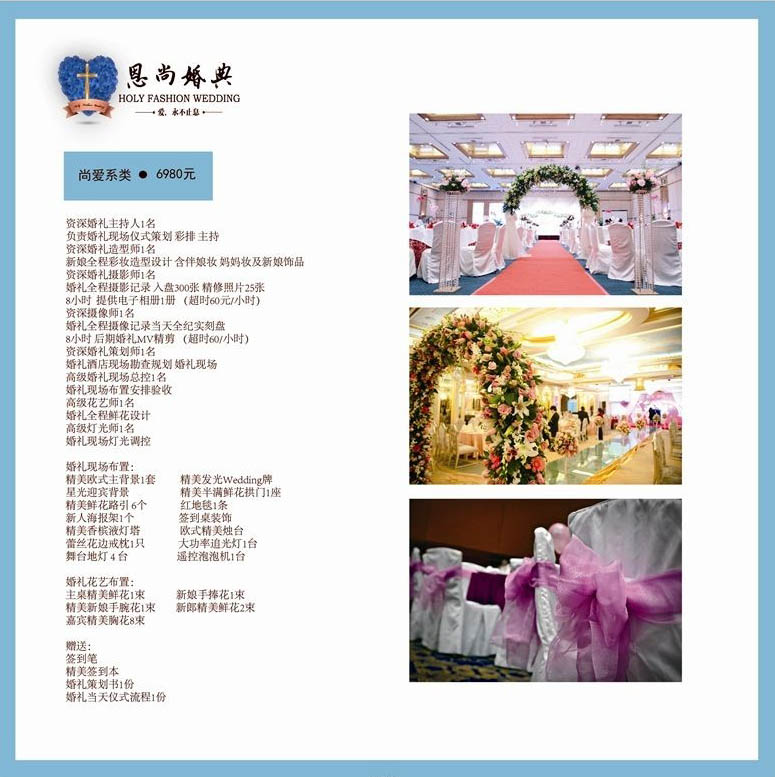 恩尚婚典
HOLY FASHION WEDDING
爱，永不止息
尚爱系类 ● 6980元
资深婚礼主持人1名
负责婚礼现场仪式策划 彩排 主持
资深婚礼造型师1名
新娘全程彩妆造型设计 含伴娘妆 妈妈妆及新娘饰品
资深婚礼摄影师1名
婚礼全程摄影记录 入盘300张 精修照片25张
8小时 提供电子相册1册 （超时60元/小时）
资深摄像师1名
婚礼全程摄像记录当天全纪实刻盘
8小时 后期婚礼MV精剪 （超时60/小时）
资深婚礼策划师1名
婚礼酒店现场勘查规划 婚礼现场
高级婚礼现场总控1名
婚礼现场布置安排验收
高级花艺师1名
婚礼全程鲜花设计
高级灯光师1名
婚礼现场灯光调控
婚礼现场布置：
精美欧式主背景1套 精美发光Wedding牌
星光迎宾背景 精美半满鲜花拱门1座
精美鲜花路引 6个 红地毯1条
新人海报架1个 签到桌装饰
精美香槟液灯塔 欧式精美烛台
蕾丝花边戒枕1只 大功率追光灯1台
舞台地灯 4 台 遥控泡泡机1台
婚礼花艺布置：
主桌精美鲜花1束 新娘手捧花1束
精美新娘手腕花1束 新郎精美鲜花2束
嘉宾精美胸花8束
赠送：
签到笔
精美签到本
婚礼策划书1份
婚礼当天仪式流程1份